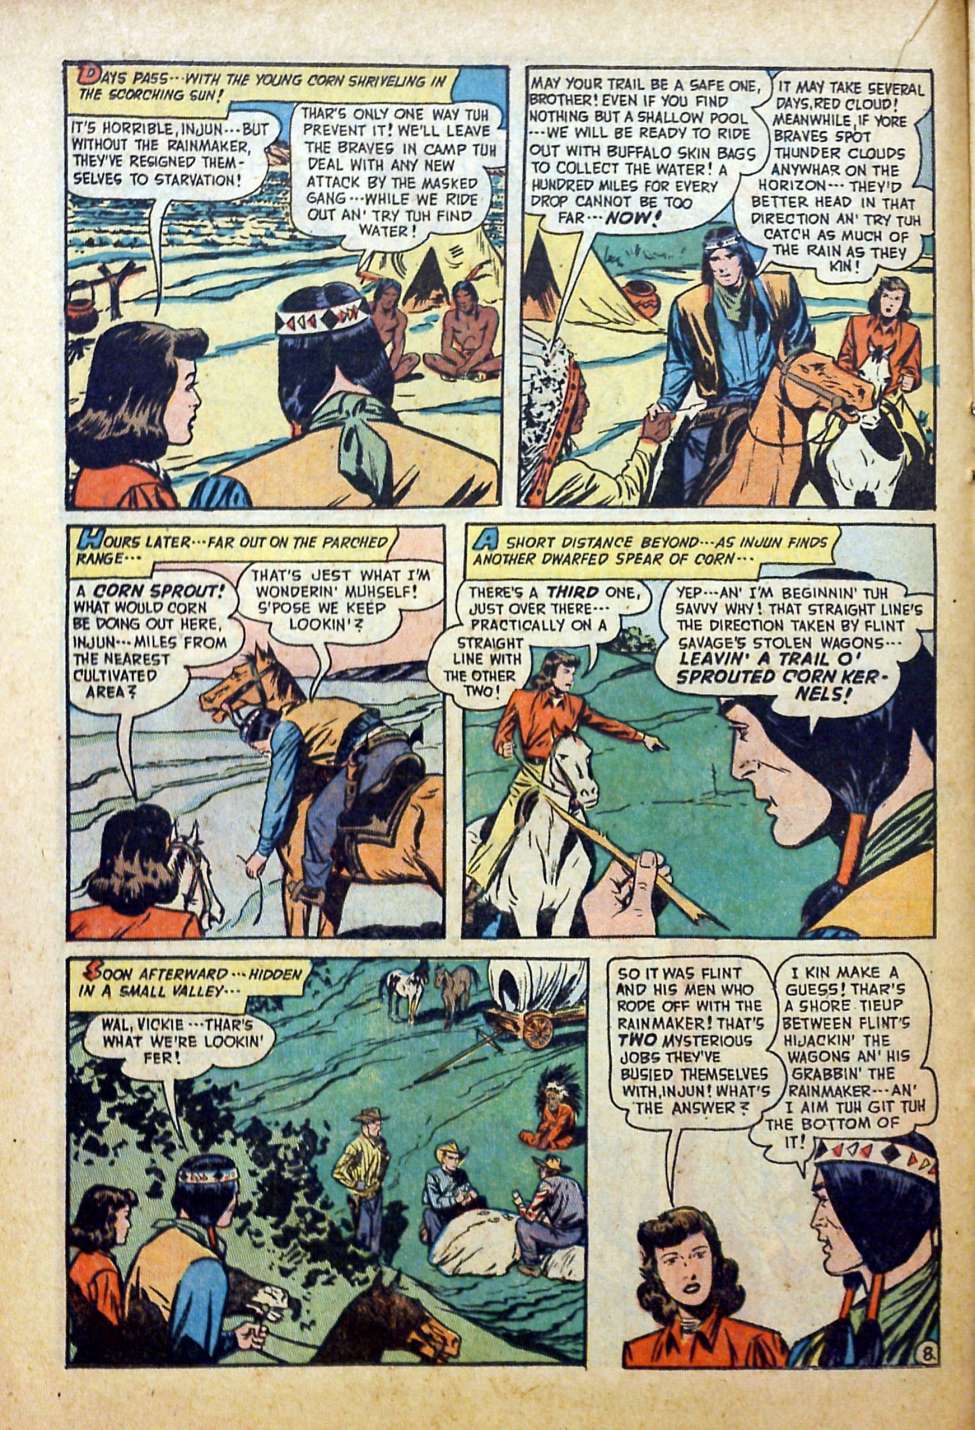 DAYS PASS---WITH THE YOUNG CORN SHRIVELING IN
THE SCORCHING SUN!
IT'S HORRIBLE, INJUN---BUT
WITHOUT THE RAINMAKER,
THEY'VE RESIGNED THEM-
SELVES TO STARVATION!
THAR'S ONLY ONE WAY TUH
PREVENT IT! WE'LL LEAVE
THE BRAVES IN CAMP TUH
DEAL WITH ANY NEW
ATTACK BY THE MASKED
GANG---WHILE WE RIDE
OUT AN' TRY TUH FIND
WATER!
MAY YOUR TRAIL BE A SAFE ONE,
BROTHER! EVEN IF YOU FIND
NOTHING BUT A SHALLOW POOL
---WE WILL BE READY TO RIDE
OUT WITH BUFFALO SKIN BAGS
TO COLLECT THE WATER! A
HUNDRED MILES FOR EVERY
DROP CANNOT BE TOO
FAR---NOW!
IT MAY TAKE SEVERAL
DAYS, RED CLOUD!
MEANWHILE, IF YORE
BRAVES SPOT
THUNDER CLOUDS
ANYWHAR ON THE
HORIZON---THEY'D
BETTER HEAD IN THAT
DIRECTION AN' TRY TUH
CATCH AS MUCH OF
THE RAIN AS THEY
KIN!
HOURS LATER---FAR OUT ON THE PARCHED
RANGE---
A CORN SPROUT!
WHAT WOULD CORN
BE DOING OUT HERE,
INJUN---MILES FROM
THE NEAREST
CULTIVATED
AREA?
THAT'S JEST WHAT I'M
WONDERIN' MUHSELF!
S'POSE WE KEEP
LOOKIN'?
A SHORT DISTANCE BEYOND---AS INJUN FINDS
ANOTHER DWARFED SPEAR OF CORN---
THERE'S A THIRD ONE,
JUST OVER THERE---
PRACTICALLY ON A
STRAIGHT
LINE WITH
THE OTHER
TWO!
YEP---AN' I'M BEGINNIN' TUH
SAVVY WHY! THAT STRAIGHT LINE'S
THE DIRECTION TAKEN BY FLINT
SAVAGE'S STOLEN WAGONS---
LEAVIN' A TRAIL O'
SPROUTED CORN KER-
NELS!
SOON AFTERWARD---HIDDEN
IN A SMALL VALLEY---
WAL, VICKIE---THAR'S
WHAT WE'RE LOOKIN'
FER!
SO IT WAS FLINT
AND HIS MEN WHO
RODE OFF WITH THE
RAINMAKER! THAT'S
TWO MYSTERIOUS
JOBS THEY'VE
BUSIED THEMSELVES
WITH, INJUN! WHAT'S
THE ANSWER?
I KIN MAKE A
GUESS! THAR'S
A SHORE TIEUP
BETWEEN FLINT'S
HIJACKIN' THE
WAGONS AN' HIS
GRABBIN' THE
RAINMAKER---AN'
I AIM TUH GIT TUH
THE BOTTOM OF
IT!
8.